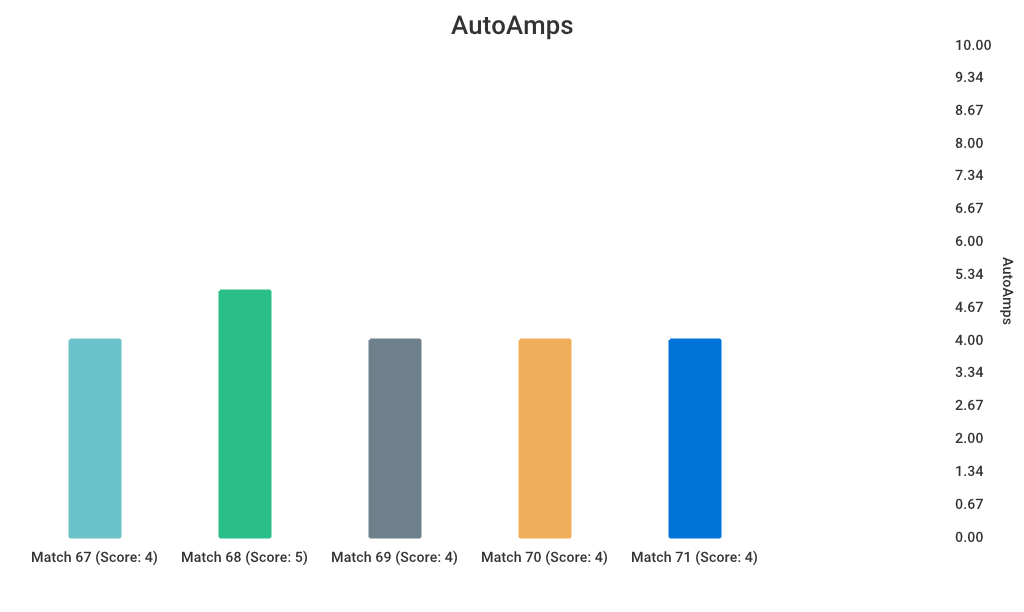 AutoAmps
10.00
9.34
8.67
8.00
7.34
6.67
6.00
5.34
4.67
4.00
3.34
2.67
2.00
1.34
0.67
0.00
AutoAmps
Match 67 (Score: 4)
Match 68 (Score: 5)
Match 69 (Score: 4)
Match 70 (Score: 4)
Match 71 (Score: 4)